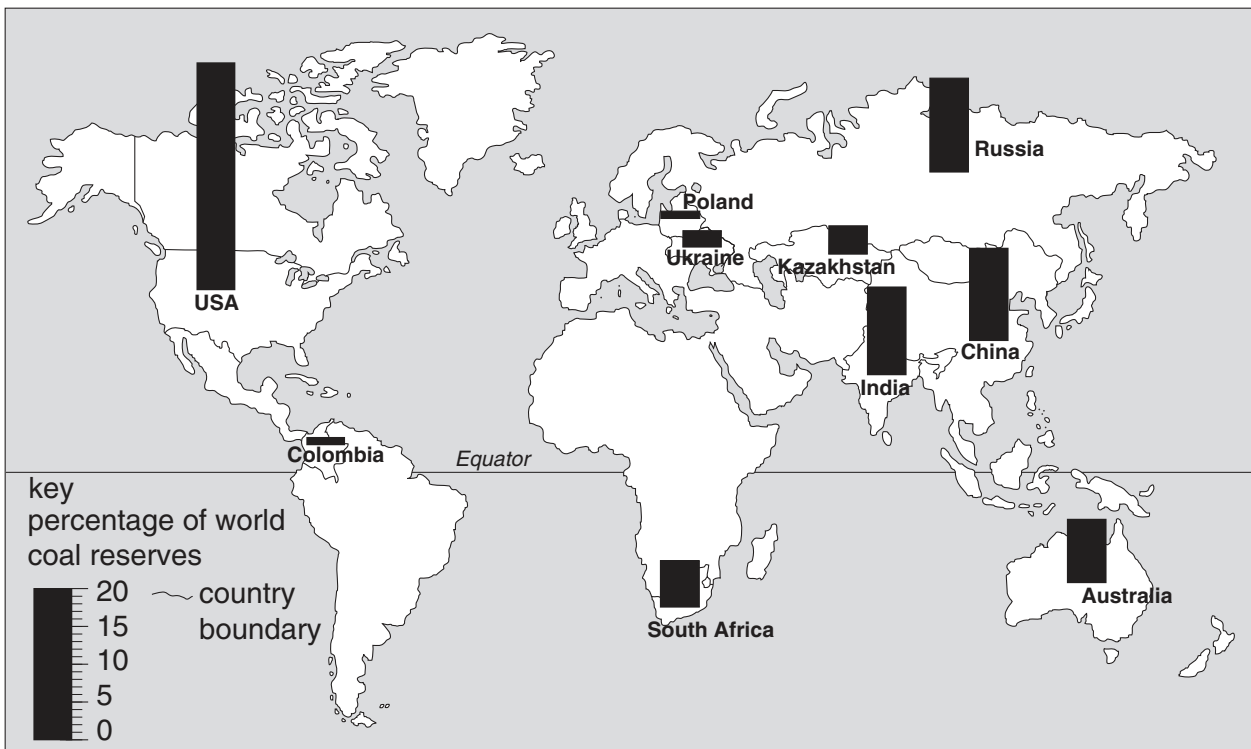 Russia
Poland
Ukraine
Kazakhstan
USA
China
India
Colombia
Equator
key
percentage of world
coal reserves
20
15
10
5
0
country
boundary
Australia
South Africa